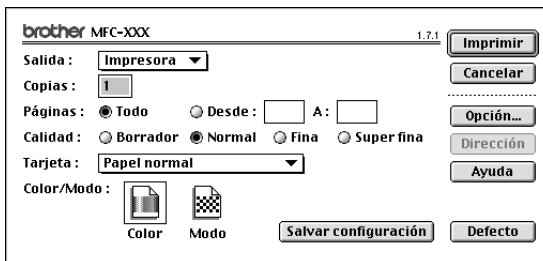 brother MFC-XXX 1.7.1
Imprimir
Salida : Impresora
Cancelar
Copias : 1
Páginas : Todo Desde : A :
Opción...
Calidad : Borrador Normal Fina Super fina
Dirección
Tarjeta : Papel normal
Ayuda
Color/Modo :
Color Modo
Salvar configuración
Defecto